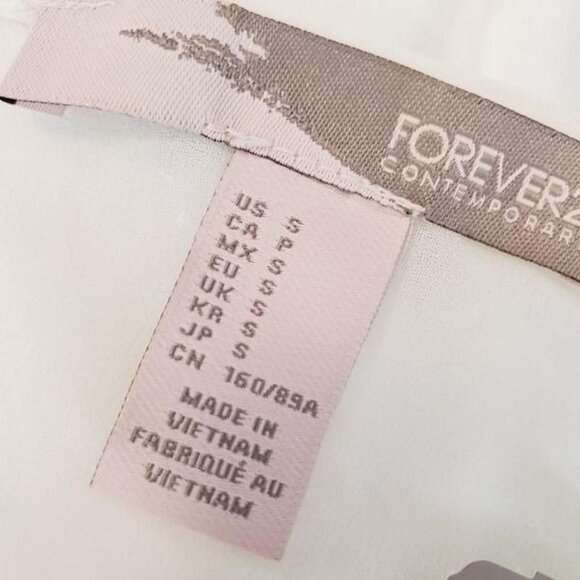 FOREVER2
CONTEMPORAR
US S
CA P
MX S
EU S
UK S
KR S
JP S
CN 160/89A
MADE IN
VIETNAM
FABRIQUÉ AU
VIETNAM